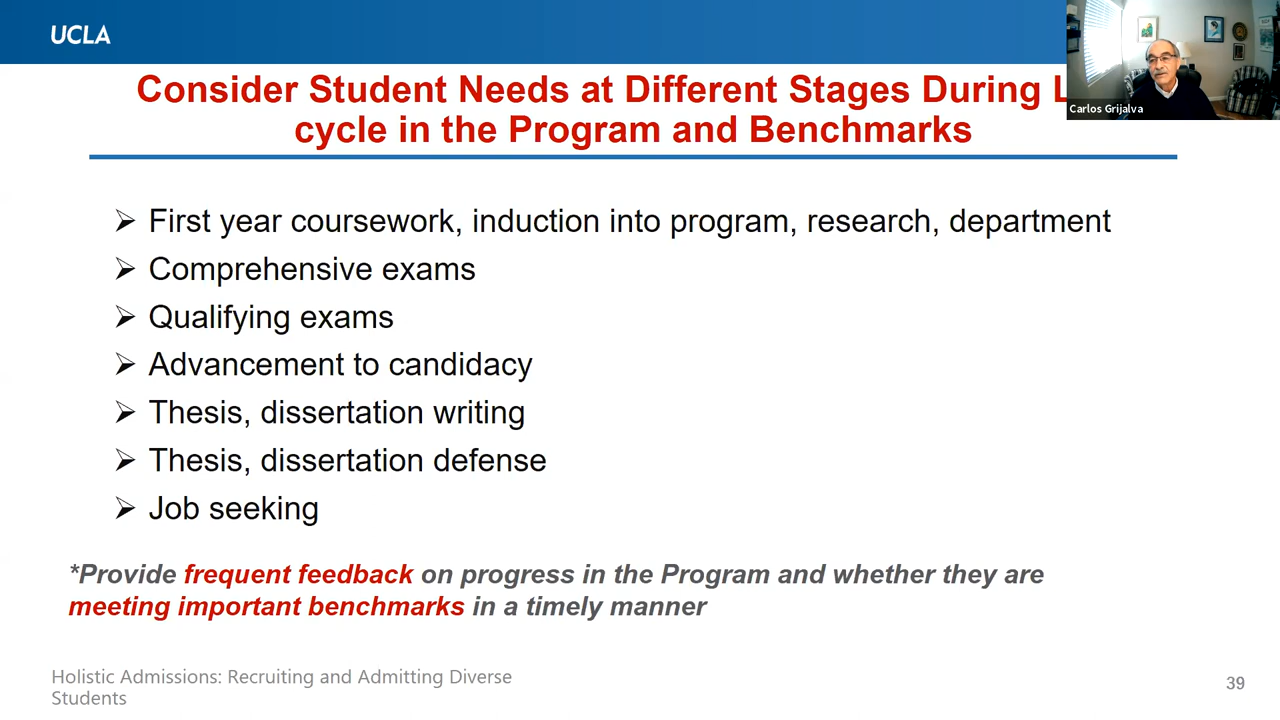 UCLA
Carlos Grijalva
Consider Student Needs at Different Stages During
cycle in the Program and Benchmarks
First year coursework, induction into program, research, department
Comprehensive exams
Qualifying exams
Advancement to candidacy
Thesis, dissertation writing
Thesis, dissertation defense
Job seeking
*Provide frequent feedback on progress in the Program and whether they are
meeting important benchmarks in a timely manner
Holistic Admissions: Recruiting and Admitting Diverse
Students
39